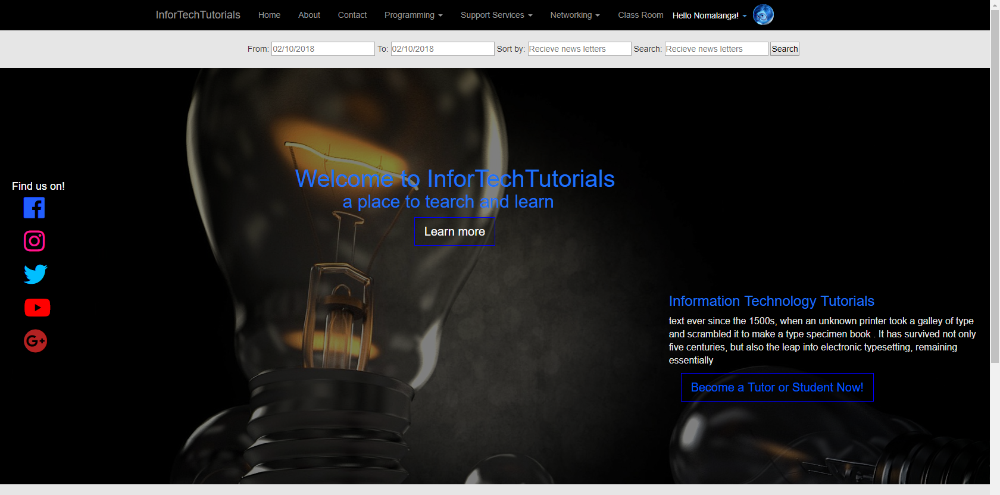 InforTechTutorials Home About Contact Programming Support Services Networking Class Room Hello Nomalanga!
From: 02/10/2018 To: 02/10/2018 Sort by: Recieve news letters Search: Recieve news letters Search
Welcome to InforTechTutorials
a place to tearch and learn
Learn more
Find us on!
Information Technology Tutorials
text ever since the 1500s, when an unknown printer took a galley of type
and scrambled it to make a type specimen book . It has survived not only
five centuries, but also the leap into electronic typesetting, remaining
essentially
Become a Tutor or Student Now!